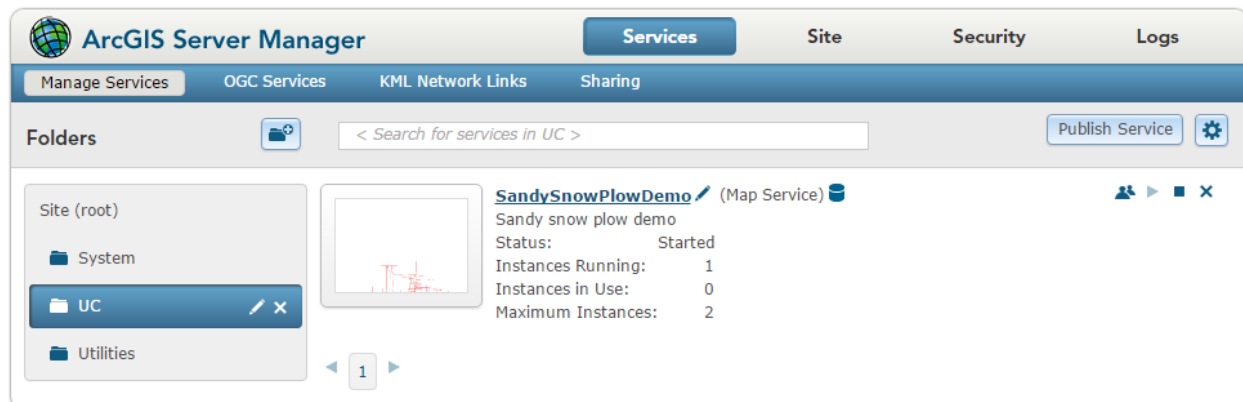 ArcGIS Server Manager
Services
Site
Security
Logs
Manage Services
OGC Services
KML Network Links
Sharing
Folders
< Search for services in UC >
Publish Service
Site (root)
System
UC
Utilities
SandySnowPlowDemo (Map Service)
Sandy snow plow demo
Status: Started
Instances Running: 1
Instances in Use: 0
Maximum Instances: 2
1